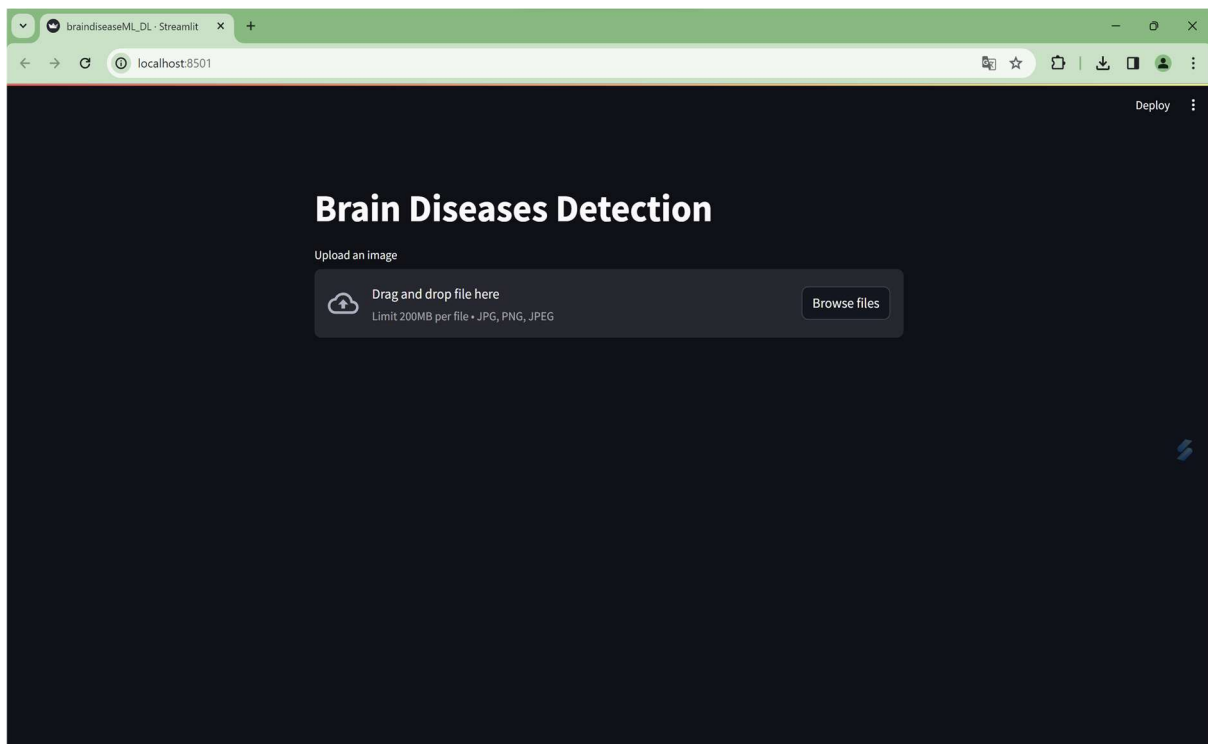 braindiseaseML_DL · Streamlit
localhost:8501
Deploy
Brain Diseases Detection
Upload an image
Drag and drop file here
Limit 200MB per file • JPG, PNG, JPEG
Browse files